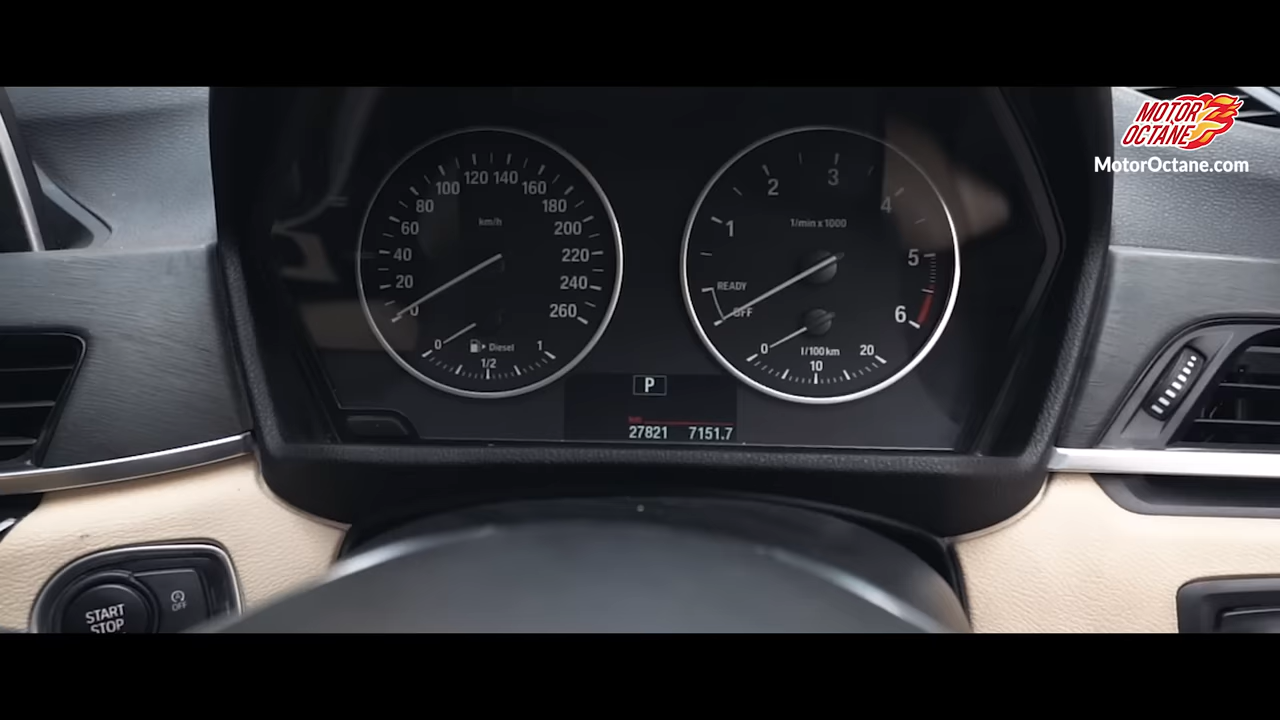 MOTOR
OCTANE
MotorOctane.com
100 120 140 160
80 180
60 km/h 200
40 220
20 240
0 260
0 Diesel 1
1/2
2 3 4
1 1/min x 1000
5
READY
OFF 6
0 l/100km 20
10
P
27821 7151.7
START
STOP
OFF